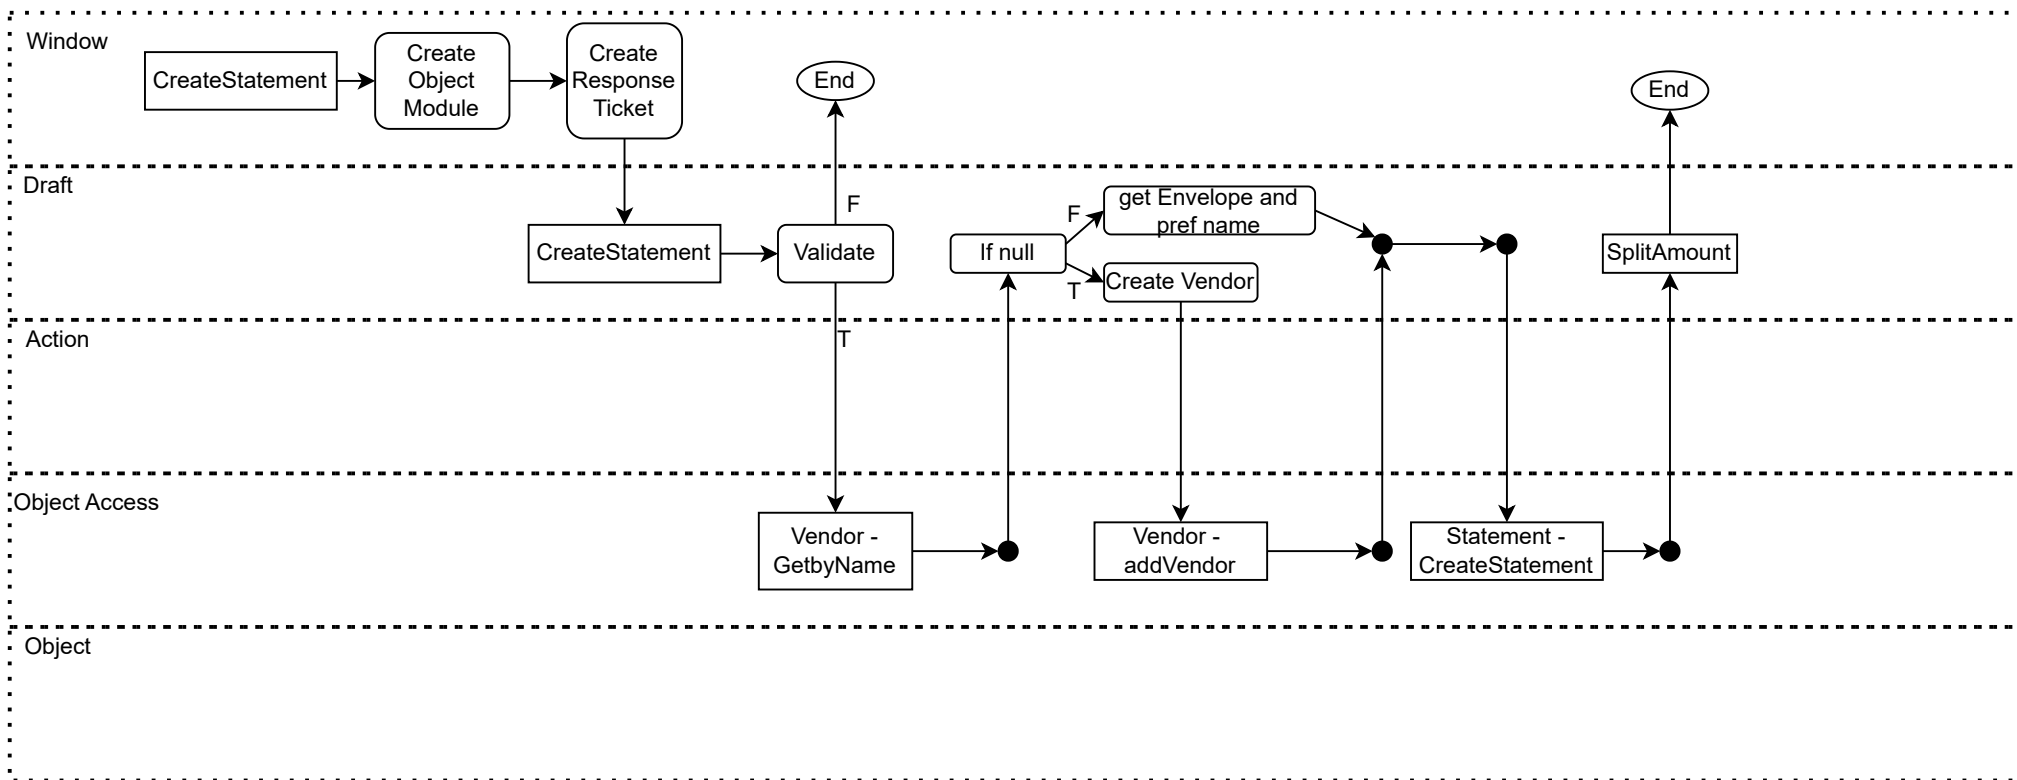 Window
CreateStatement
Create
Object
Module
Create
Response
Ticket
End
End
Draft
CreateStatement
F
Validate
If null
F
get Envelope and
pref name
T
Create Vendor
SplitAmount
Action
T
Object Access
Vendor -
GetbyName
Vendor -
addVendor
Statement -
CreateStatement
Object